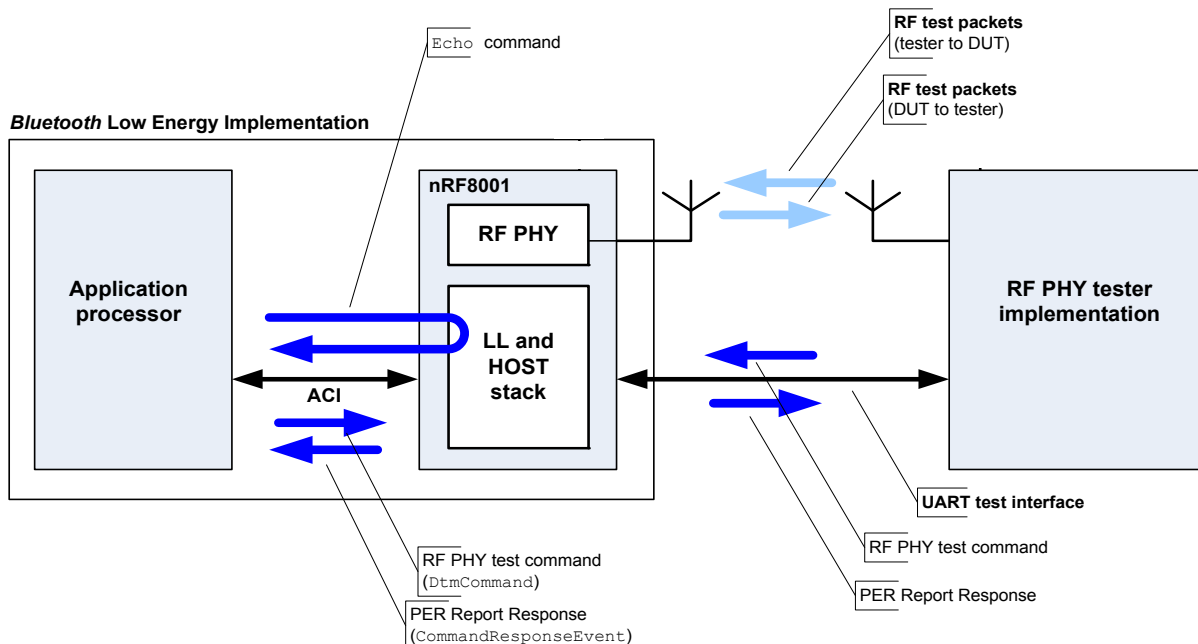 Echo command
RF test packets
(tester to DUT)
RF test packets
(DUT to tester)
Bluetooth Low Energy Implementation
nRF8001
RF PHY
Application
processor
LL and
HOST
stack
RF PHY tester
implementation
ACI
UART test interface
RF PHY test command
PER Report Response
RF PHY test command
(DtmCommand)
PER Report Response
(CommandResponseEvent)